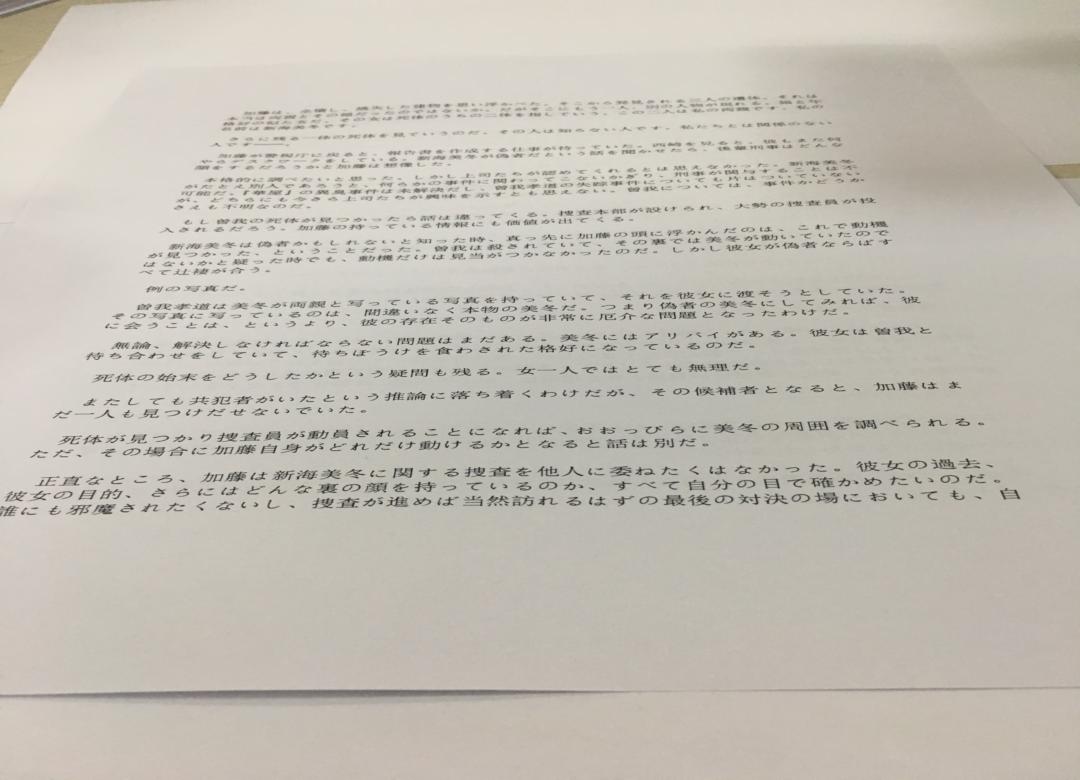 加藤は、全壊し、焼失した建物を思い浮かべた。そこから発見される三人の遺体。それは
本当は両親とその娘だったのではないか。だがそこにもう一人、別の人物が現れる。歳と年
格好の似た女だ。その女は死体のうちの二体を指していう。この二人は私の両親です。私の
名前は新海美冬です。
さらに残る一体の死体を見ていうのだ。その人は知らない人です。私たちとは関係のない
人です――。
加藤が警視庁に戻ると、報告書を作成する仕事が待っていた。西崎を見ると、彼もまた何
やらデスクワークをしている。新海美冬が偽者だという話を聞かせたら、後輩刑事はどんな
顔をするだろうかと加藤は想像した。
本格的に調べたいと思った。しかし上司たちが認めてくれるとは思えなかった。新海美冬
がたとえ別人であろうと、何らかの事件に関わってこないかぎり、刑事が関与することは不
可能だ。『華屋』の異臭事件は未解決だし、曽我孝道の失踪事件についても片はついていない
が、どちらにも今さら上司たちが興味を示すとも思えない。曽我については、事件かどうか
さえも不明なのだ。
もし曽我の死体が見つかったら話は違ってくる。捜査本部が設けられ、大勢の捜査員が投
入されるだろう。加藤の持っている情報にも価値が出てくる。
新海美冬は偽者かもしれないと知った時、真っ先に加藤の頭に浮かんだのは、これで動機
が見つかった、ということだった。曽我は殺されていて、その裏では美冬が動いていたので
はないかと疑った時でも、動機だけは見当がつかなかったのだ。しかし彼女が偽者ならばす
べて辻褄が合う。
例の写真だ。
曽我孝道は美冬が両親と写っている写真を持っていて、それを彼女に渡そうとしていた。
その写真に写っているのは、間違いなく本物の美冬だ。つまり偽者の美冬にしてみれば、彼
に会うことは、というより、彼の存在そのものが非常に厄介な問題となったわけだ。
無論、解決しなければならない問題はまだある。美冬にはアリバイがある。彼女は曽我と
待ち合わせをしていて、待ちぼうけを食わされた格好になっているのだ。
死体の始末をどうしたかという疑問も残る。女一人ではとても無理だ。
またしても共犯者がいたという推論に落ち着くわけだが、その候補者となると、加藤はま
だ一人も見つけだせないでいた。
死体が見つかり捜査員が動員されることになれば、おおっぴらに美冬の周囲を調べられる。
ただ、その場合に加藤自身がどれだけ動けるかとなると話は別だ。
正直なところ、加藤は新海美冬に関する捜査を他人に委ねたくはなかった。彼女の過去、
彼女の目的、さらにはどんな裏の顔を持っているのか、すべて自分の目で確かめたいのだ。
誰にも邪魔されたくないし、捜査が進めば当然訪れるはずの最後の対決の場においても、自